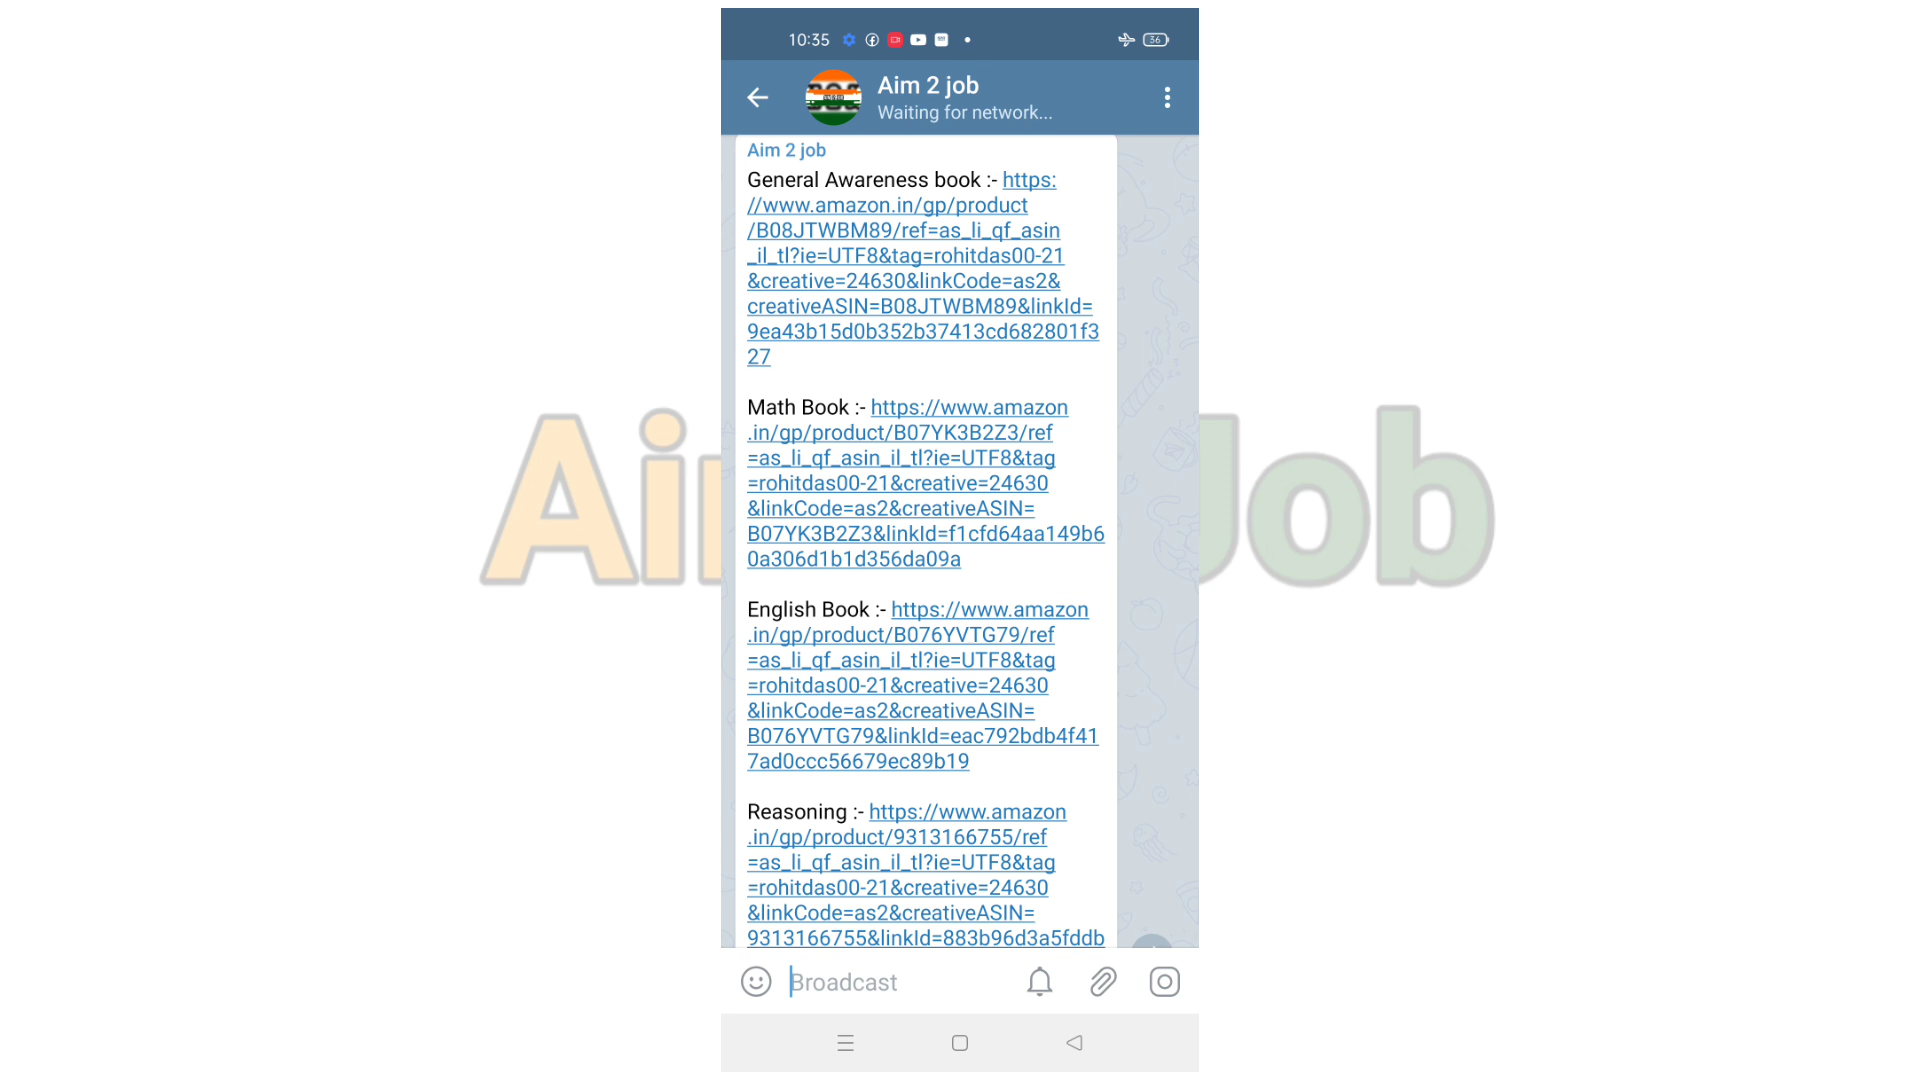 10:35
36
Aim 2 job
Waiting for network...
Aim 2 job
General Awareness book :- https:
//www.amazon.in/gp/product
/B08JTWBM89/ref=as_li_qf_asin
_il_tl?ie=UTF8&tag=rohitdas00-21
&creative=24630&linkCode=as2&
creativeASIN=B08JTWBM89&linkId=
9ea43b15d0b352b37413cd682801f3
27
Math Book :- https://www.amazon
.in/gp/product/B07YK3B2Z3/ref
=as_li_qf_asin_il_tl?ie=UTF8&tag
=rohitdas00-21&creative=24630
&linkCode=as2&creativeASIN=
B07YK3B2Z3&linkId=f1cfd64aa149b6
0a306d1b1d356da09a
English Book :- https://www.amazon
.in/gp/product/B076YVTG79/ref
=as_li_qf_asin_il_tl?ie=UTF8&tag
=rohitdas00-21&creative=24630
&linkCode=as2&creativeASIN=
B076YVTG79&linkId=eac792bdb4f41
7ad0ccc56679ec89b19
Reasoning :- https://www.amazon
.in/gp/product/9313166755/ref
=as_li_qf_asin_il_tl?ie=UTF8&tag
=rohitdas00-21&creative=24630
&linkCode=as2&creativeASIN=
9313166755&linkId=883b96d3a5fddb
Broadcast
Job